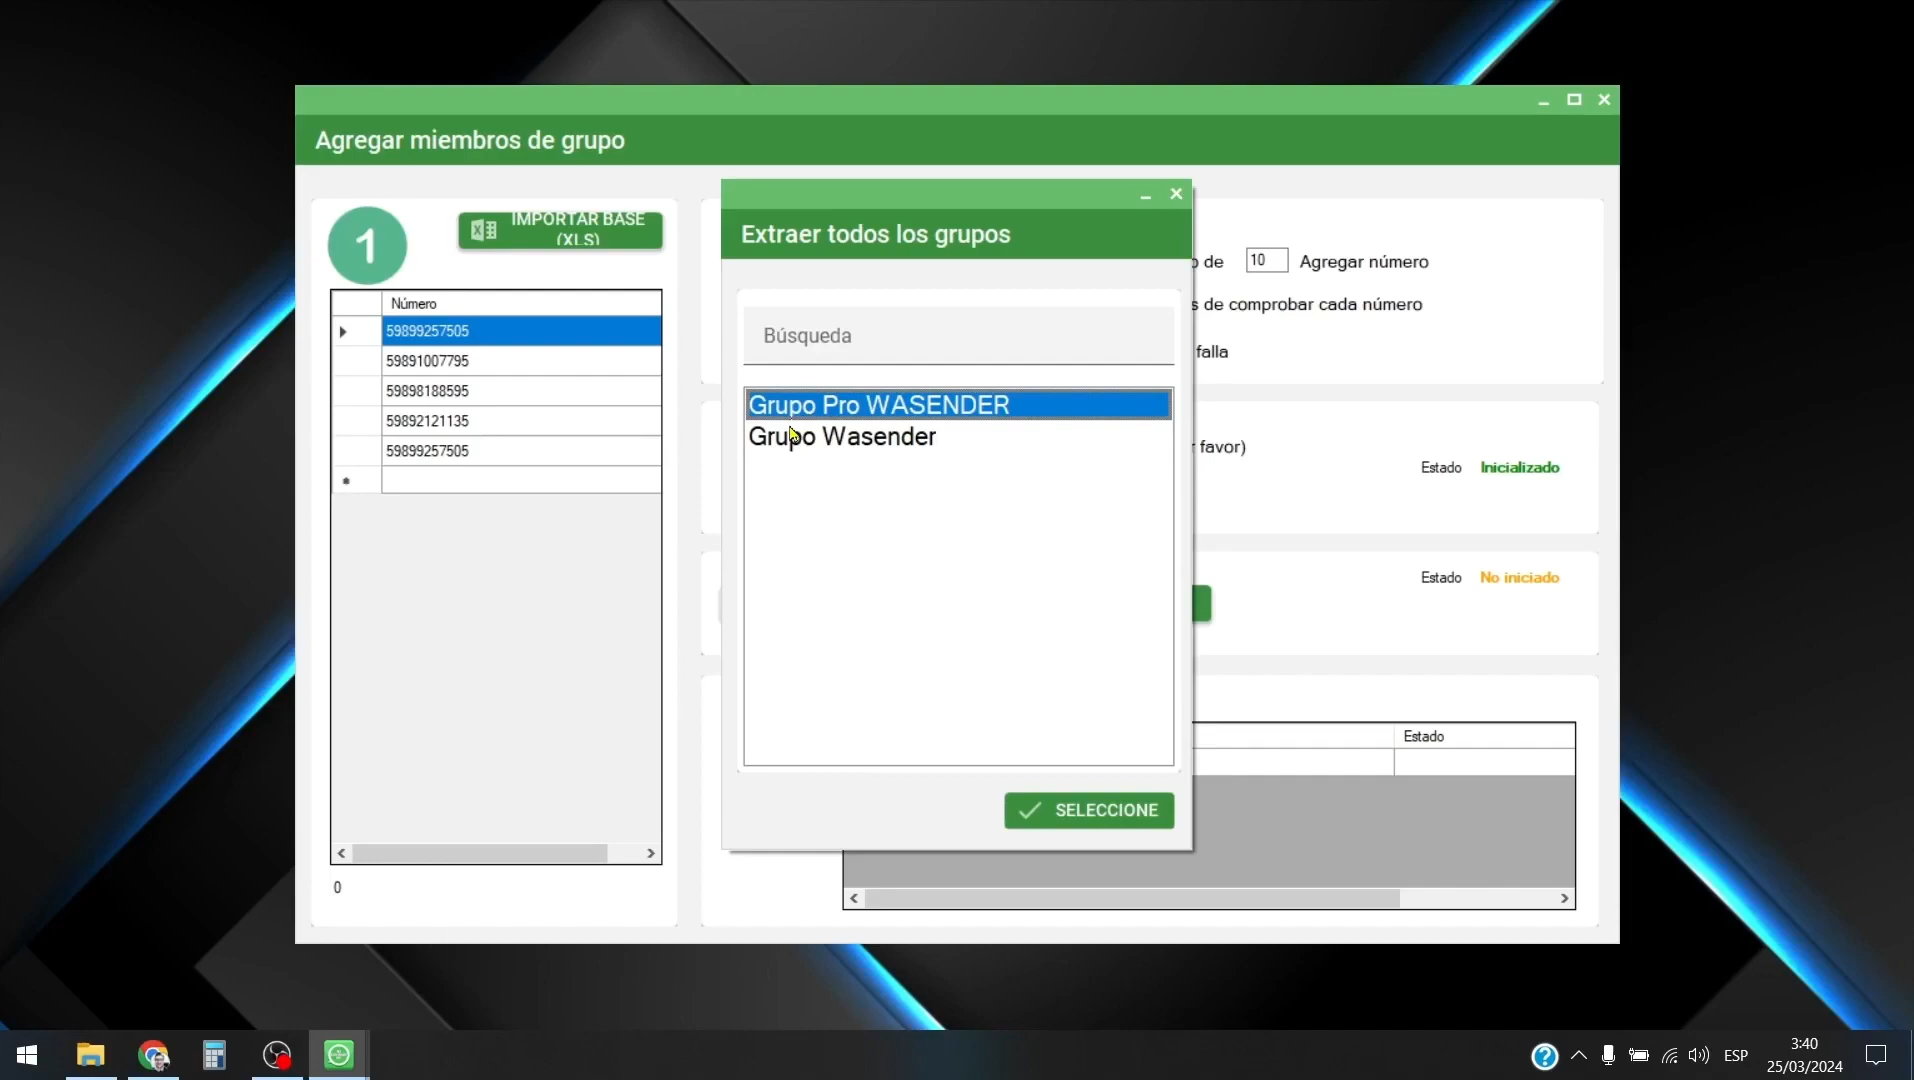 Agregar miembros de grupo
1
IMPORTAR BASE
(XLS)
Número
59899257505
59891007795
59898188595
59892121135
59899257505
0
Extraer todos los grupos
Búsqueda
Grupo Pro WASENDER
Grupo Wasender
SELECCIONE
de
10
Agregar número
s de comprobar cada número
falla
favor)
Estado
Inicializado
Estado
No iniciado
Estado
ESP
3:40
25/03/2024